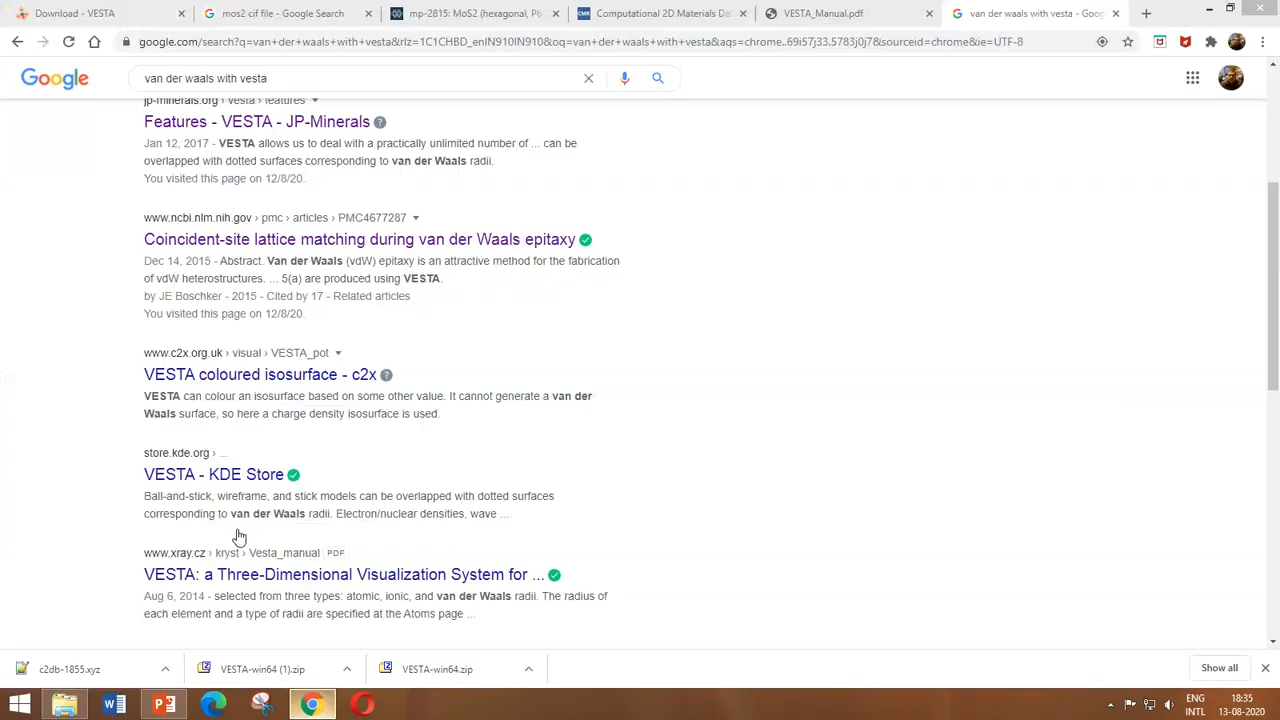 Download - VESTA
mos2 cif file - Google Search
mp-2815: MoS2 (hexagonal, P6
CMR
Computational 2D Materials Da
VESTA_Manual.pdf
van der waals with vesta - Goog
google.com/search?q=van+der+waals+with+vesta&rlz=1C1CHBD_enIN910IN910&oq=van+der+waals+with+vesta&aqs=chrome..69i57j33.5783j0j7&sourceid=chrome&ie=UTF-8
Google
van der waals with vesta
jp-minerals.org › vesta › features
Features - VESTA - JP-Minerals
Jan 12, 2017 - VESTA allows us to deal with a practically unlimited number of ... can be
overlapped with dotted surfaces corresponding to van der Waals radii.
You visited this page on 12/8/20.
www.ncbi.nlm.nih.gov › pmc › articles › PMC4677287
Coincident-site lattice matching during van der Waals epitaxy
Dec 14, 2015 - Abstract. Van der Waals (vdW) epitaxy is an attractive method for the fabrication
of vdW heterostructures. ... 5(a) are produced using VESTA.
by JE Boschker - 2015 - Cited by 17 - Related articles
You visited this page on 12/8/20.
www.c2x.org.uk › visual › VESTA_pot
VESTA coloured isosurface - c2x
VESTA can colour an isosurface based on some other value. It cannot generate a van der
Waals surface, so here a charge density isosurface is used.
store.kde.org › ...
VESTA - KDE Store
Ball-and-stick, wireframe, and stick models can be overlapped with dotted surfaces
corresponding to van der Waals radii. Electron/nuclear densities, wave ...
www.xray.cz › kryst › Vesta_manual PDF
VESTA: a Three-Dimensional Visualization System for ...
Aug 6, 2014 - selected from three types: atomic, ionic, and van der Waals radii. The radius of
each element and a type of radii are specified at the Atoms page ...
c2db-1855.xyz
VESTA-win64 (1).zip
VESTA-win64.zip
Show all
ENG
INTL
18:35
13-08-2020